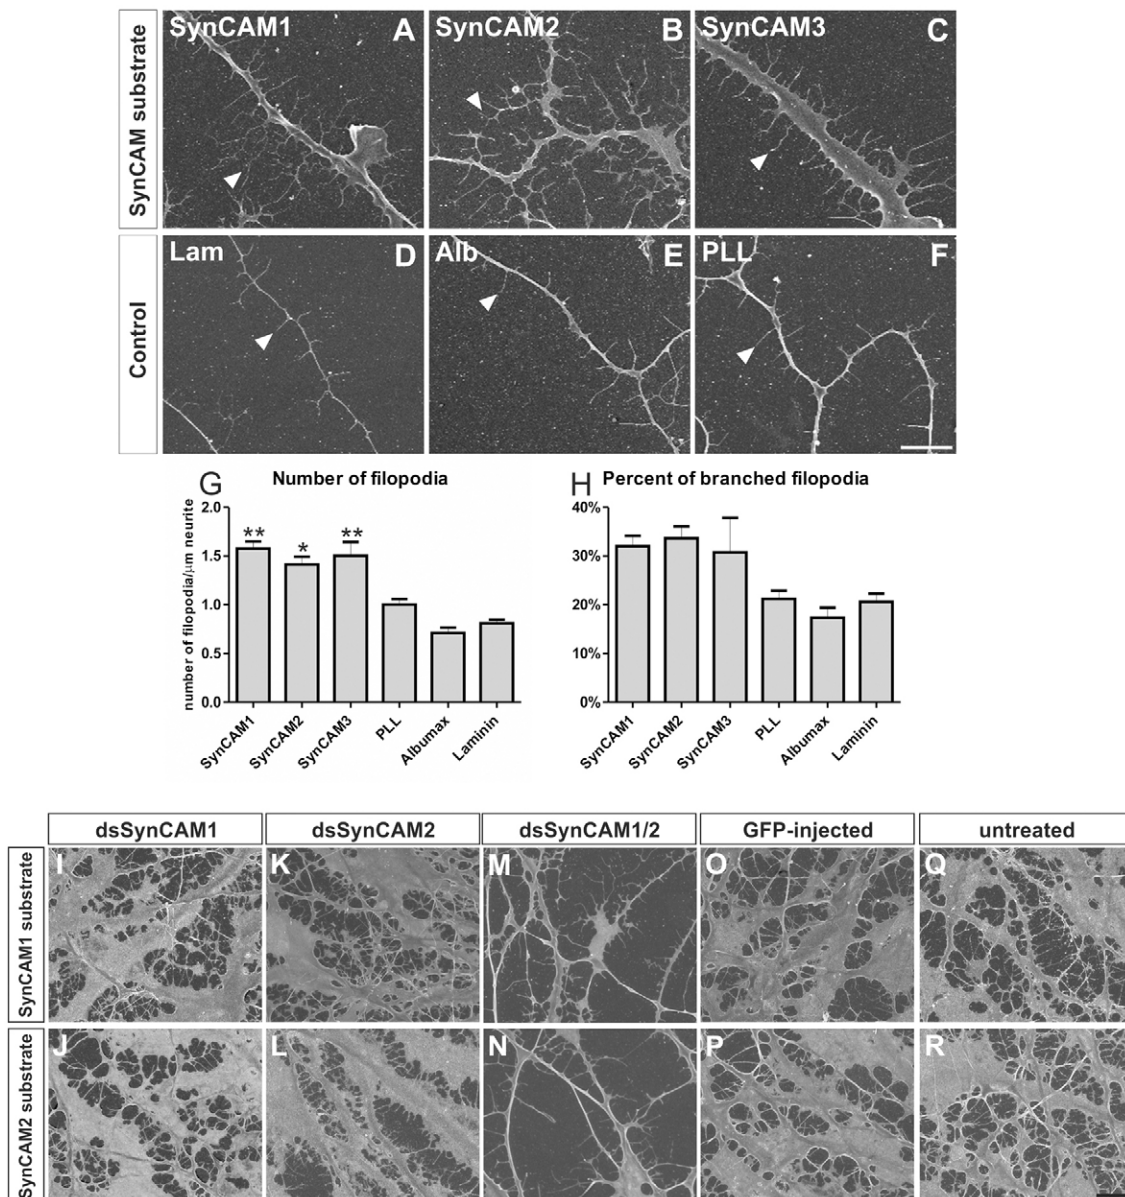 SynCAM substrate
SynCAM1 A
SynCAM2 B
SynCAM3 C
Control
Lam D
Alb E
PLL F
G Number of filopodia
number of filopodia/µm neurite
2.0
1.5
1.0
0.5
0.0
** * **
SynCAM1 SynCAM2 SynCAM3 PLL Albumax Laminin
H Percent of branched filopodia
40%
30%
20%
10%
0%
SynCAM1 SynCAM2 SynCAM3 PLL Albumax Laminin
dsSynCAM1 dsSynCAM2 dsSynCAM1/2 GFP-injected untreated
SynCAM1 substrate
I K M O Q
SynCAM2 substrate
J L N P R